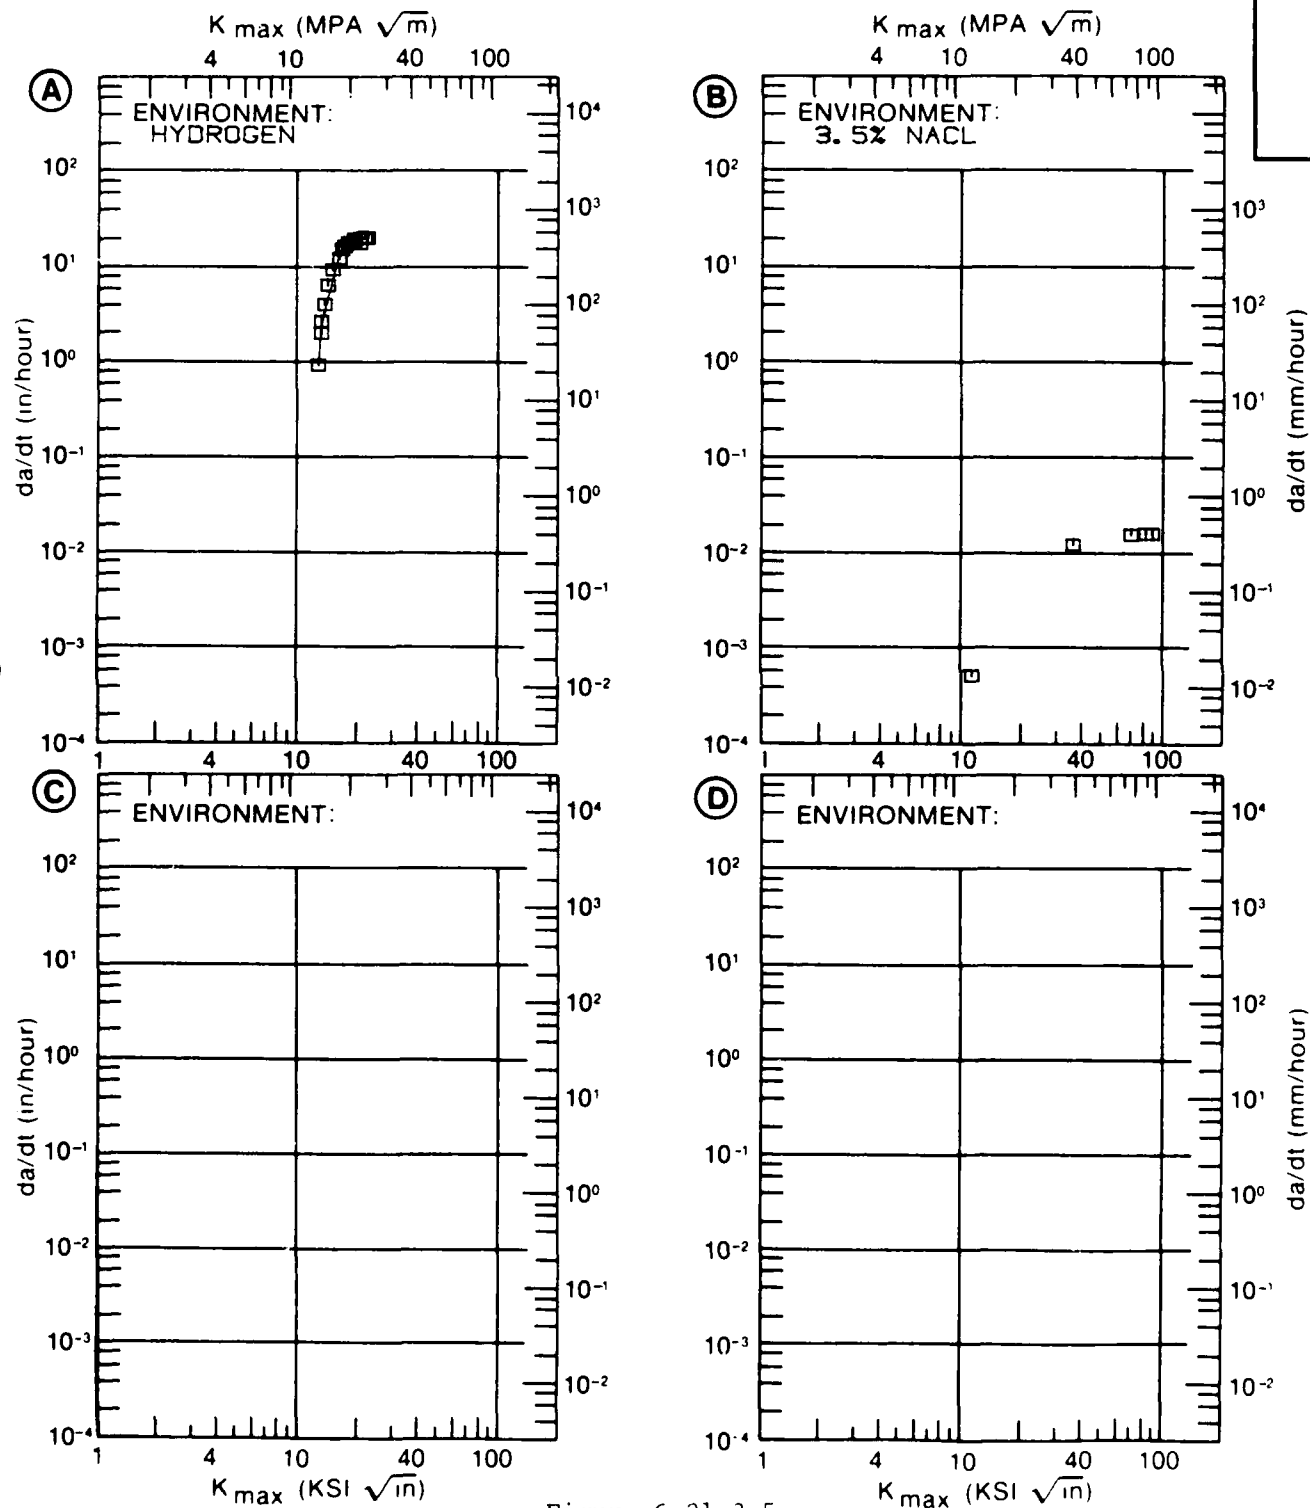 K max (MPA √m)
4 10 40 100
A
ENVIRONMENT:
HYDROGEN
10⁴
10²
10³
10¹
10²
10⁰
10¹
10⁻¹
10⁰
10⁻²
10⁻¹
10⁻³
10⁻²
10⁻⁴
da/dt (in/hour)
1 4 10 40 100
K max (MPA √m)
4 10 40 100
B
ENVIRONMENT:
3.5% NACL
10²
10³
10¹
10²
10⁰
10¹
10⁻¹
10⁰
10⁻²
10⁻¹
10⁻³
10⁻²
10⁻⁴
da/dt (mm/hour)
1 4 10 40 100
C
ENVIRONMENT:
10⁴
10²
10³
10¹
10²
10⁰
10¹
10⁻¹
10⁰
10⁻²
10⁻¹
10⁻³
10⁻²
10⁻⁴
da/dt (in/hour)
1 4 10 40 100
K max (KSI √in)
D
ENVIRONMENT:
10⁴
10²
10³
10¹
10²
10⁰
10¹
10⁻¹
10⁰
10⁻²
10⁻¹
10⁻³
10⁻²
10⁻⁴
da/dt (mm/hour)
1 4 10 40 100
K max (KSI √in)